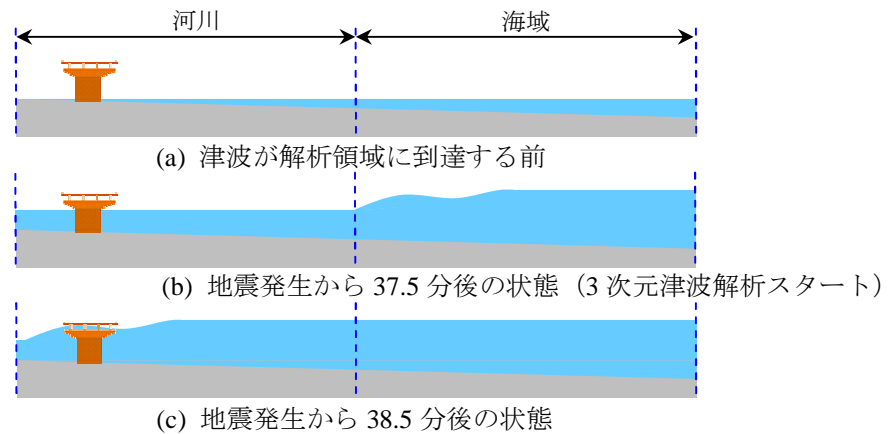 河川 海域
(a) 津波が解析領域に到達する前
(b) 地震発生から 37.5 分後の状態（3 次元津波解析スタート）
(c) 地震発生から 38.5 分後の状態